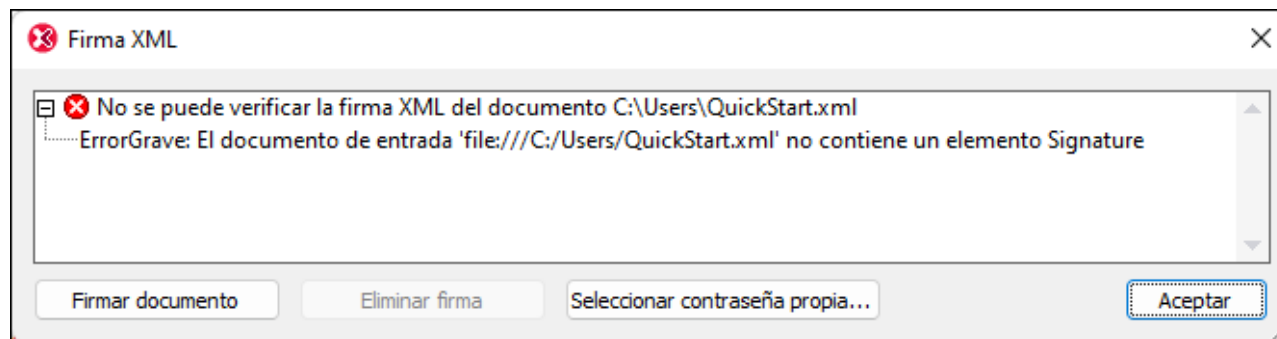 Firma XML
No se puede verificar la firma XML del documento C:\Users\QuickStart.xml
ErrorGrave: El documento de entrada 'file:///C:/Users/QuickStart.xml' no contiene un elemento Signature
Firmar documento
Eliminar firma
Seleccionar contraseña propia...
Aceptar